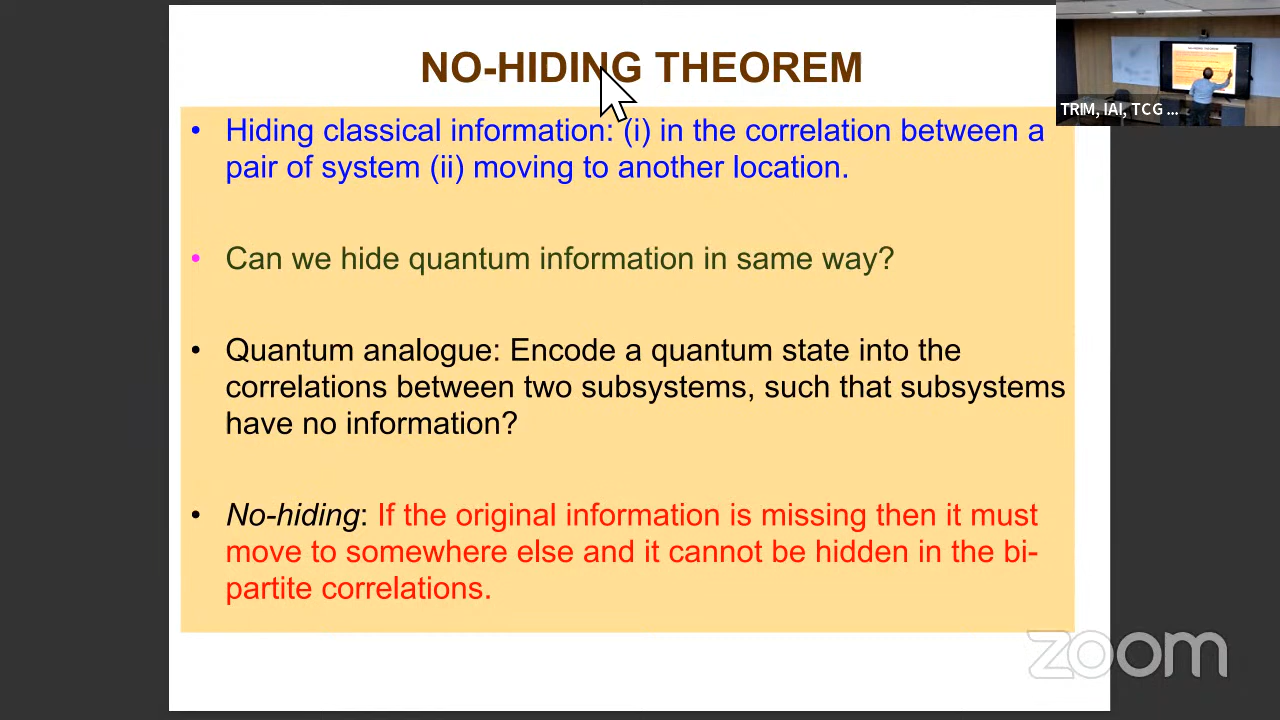 NO-HIDING THEOREM
• Hiding classical information: (i) in the correlation between a
pair of system (ii) moving to another location.
• Can we hide quantum information in same way?
• Quantum analogue: Encode a quantum state into the
correlations between two subsystems, such that subsystems
have no information?
• No-hiding: If the original information is missing then it must
move to somewhere else and it cannot be hidden in the bi-
partite correlations.
TRIM, IAI, TCG ...
zoom